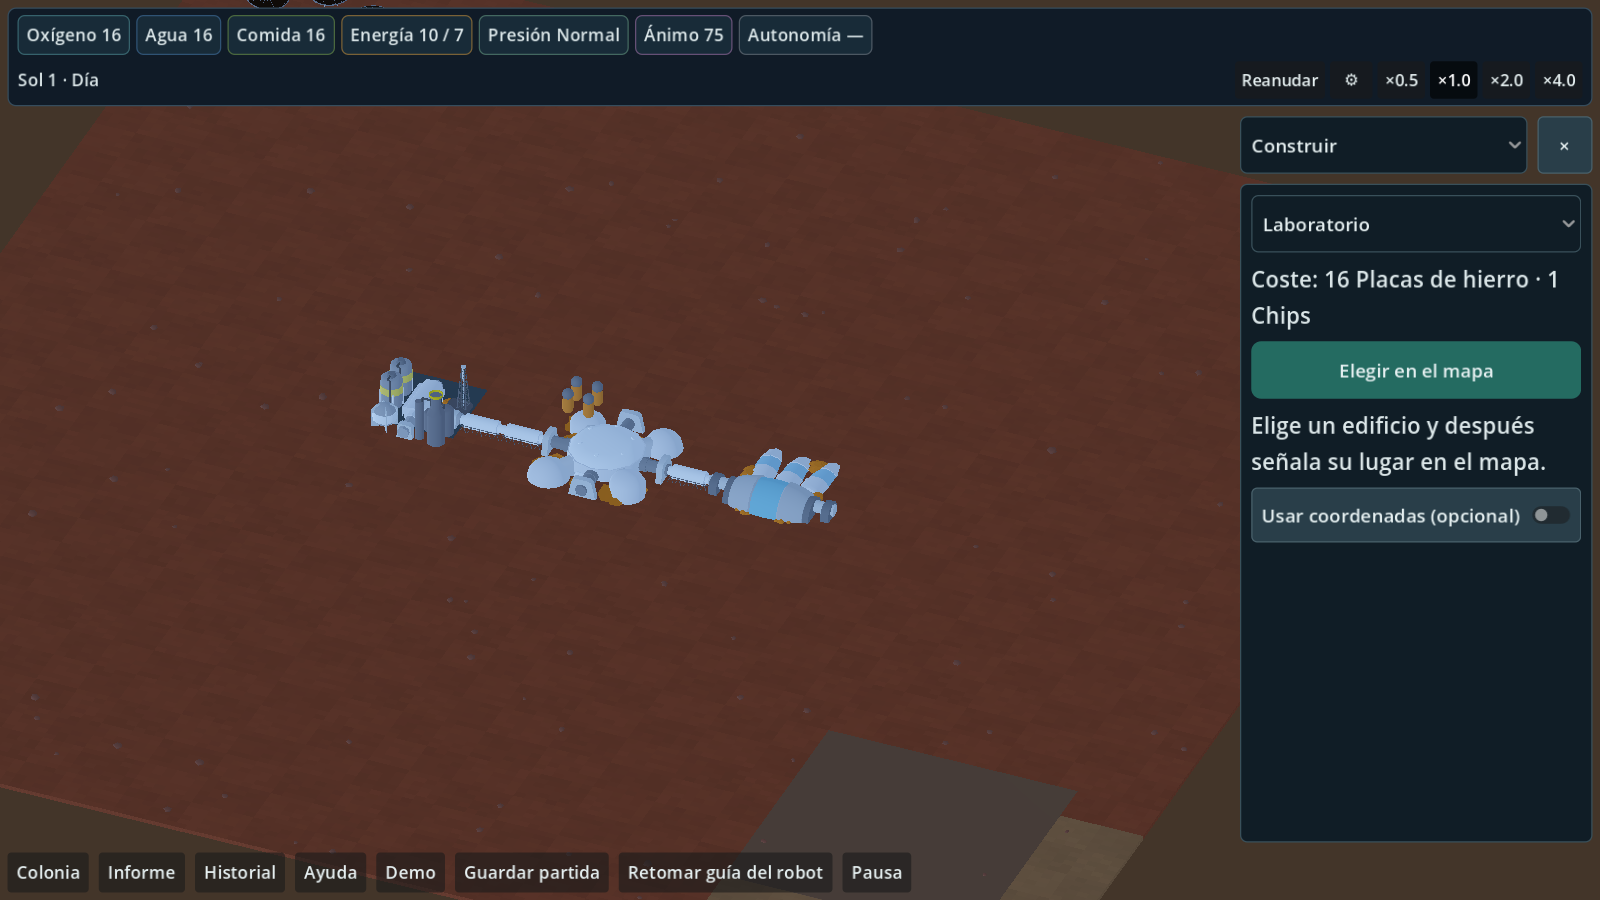 Oxígeno 16 Agua 16 Comida 16 Energía 10 / 7 Presión Normal Ánimo 75 Autonomía —
Sol 1 · Día Reanudar ⚙ ×0.5 ×1.0 ×2.0 ×4.0
Construir ×
Laboratorio
Coste: 16 Placas de hierro · 1
Chips
Elegir en el mapa
Elige un edificio y después
señala su lugar en el mapa.
Usar coordenadas (opcional)
Colonia Informe Historial Ayuda Demo Guardar partida Retomar guía del robot Pausa